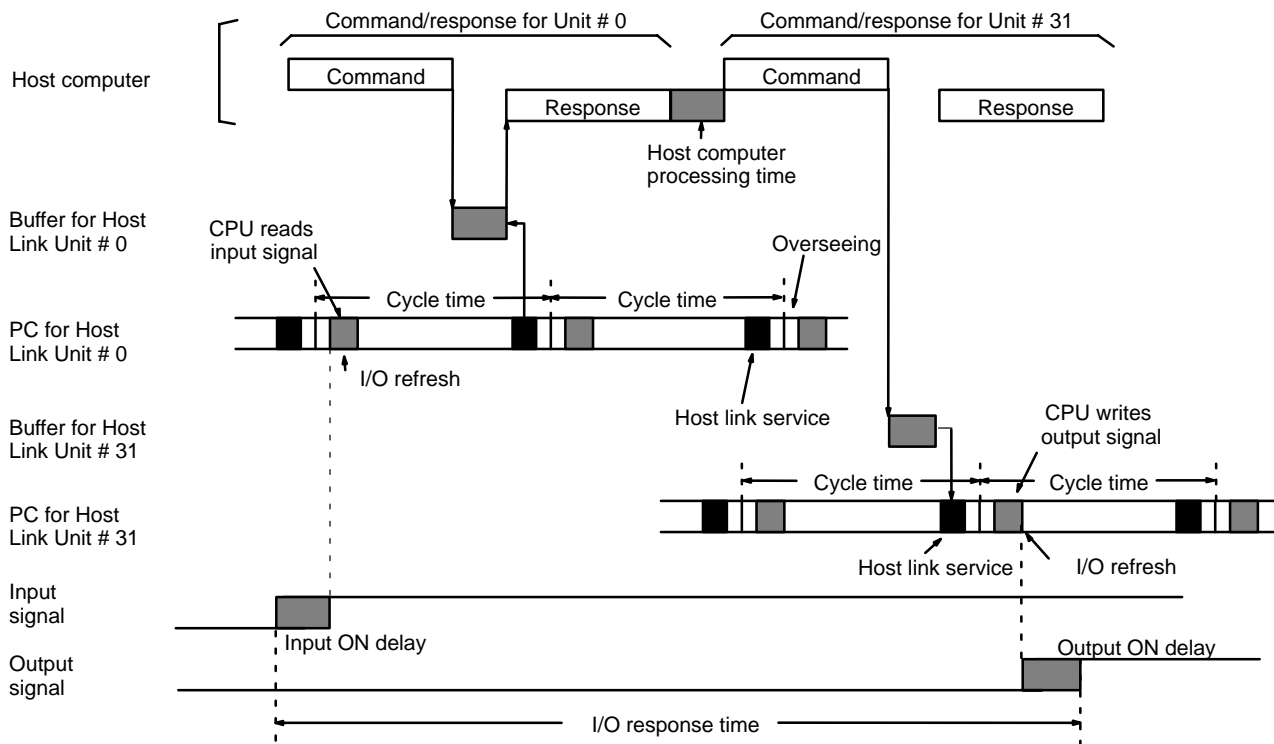 Command/response for Unit # 0
Command/response for Unit # 31
Host computer
Command
Command
Response
Response
Host computer
processing time
Buffer for Host
Link Unit # 0
CPU reads
input signal
Overseeing
Cycle time
Cycle time
PC for Host
Link Unit # 0
I/O refresh
Host link service
Buffer for Host
Link Unit # 31
CPU writes
output signal
Cycle time
Cycle time
PC for Host
Link Unit # 31
Host link service
I/O refresh
Input
signal
Input ON delay
Output
signal
Output ON delay
I/O response time